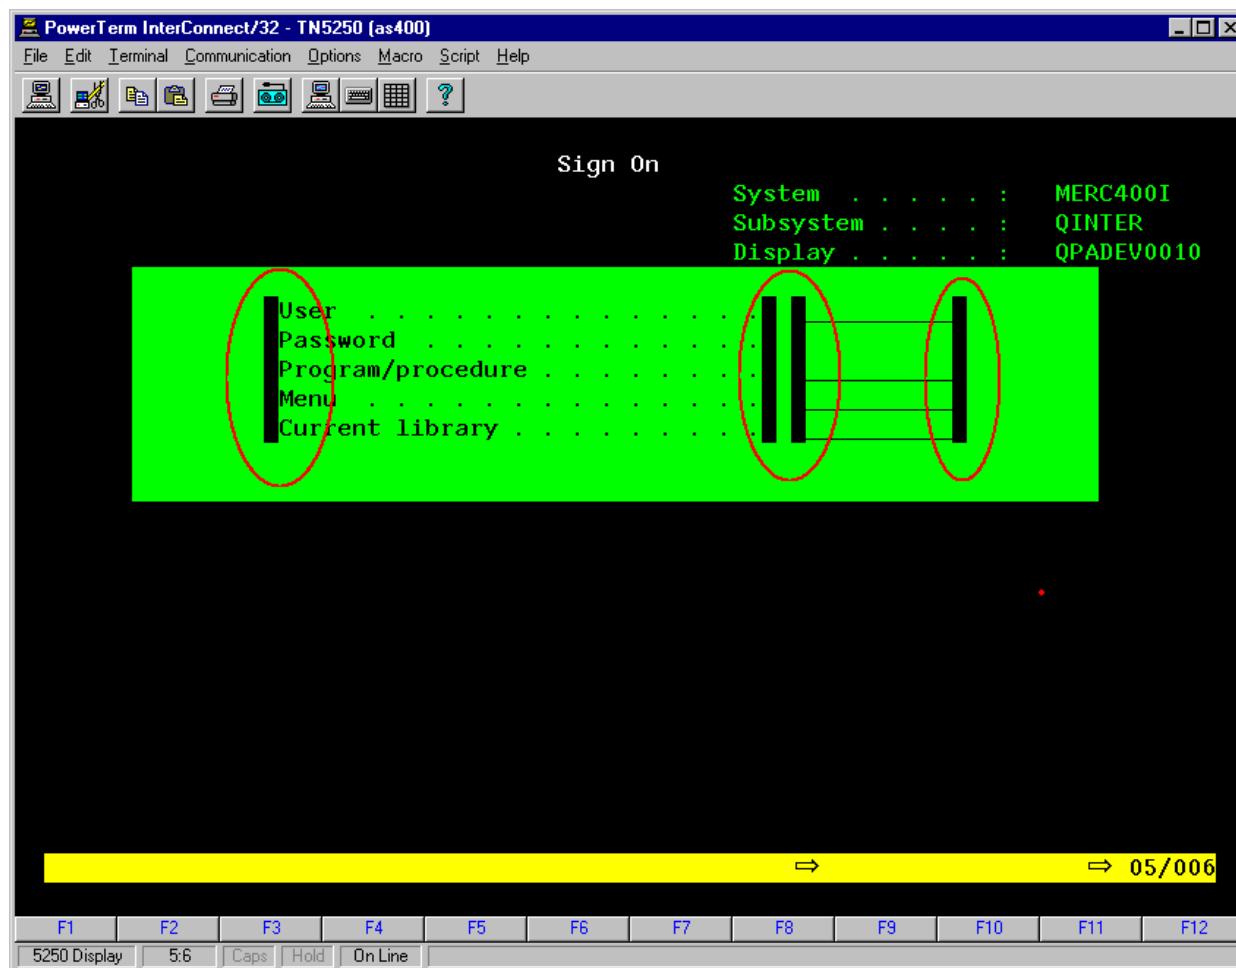 PowerTerm InterConnect/32 - TN5250 (as400)
File Edit Terminal Communication Options Macro Script Help
Sign On
System . . . . . : MERC400I
Subsystem . . . . : QINTER
Display . . . . . : QPADEV0010
User . . . . . . . . . . . . . .
Password . . . . . . . . . . . .
Program/procedure . . . . . . . .
Menu . . . . . . . . . . . . . .
Current library . . . . . . . . .
⇨ ⇨ 05/006
F1 F2 F3 F4 F5 F6 F7 F8 F9 F10 F11 F12
5250 Display 5:6 Caps Hold On Line